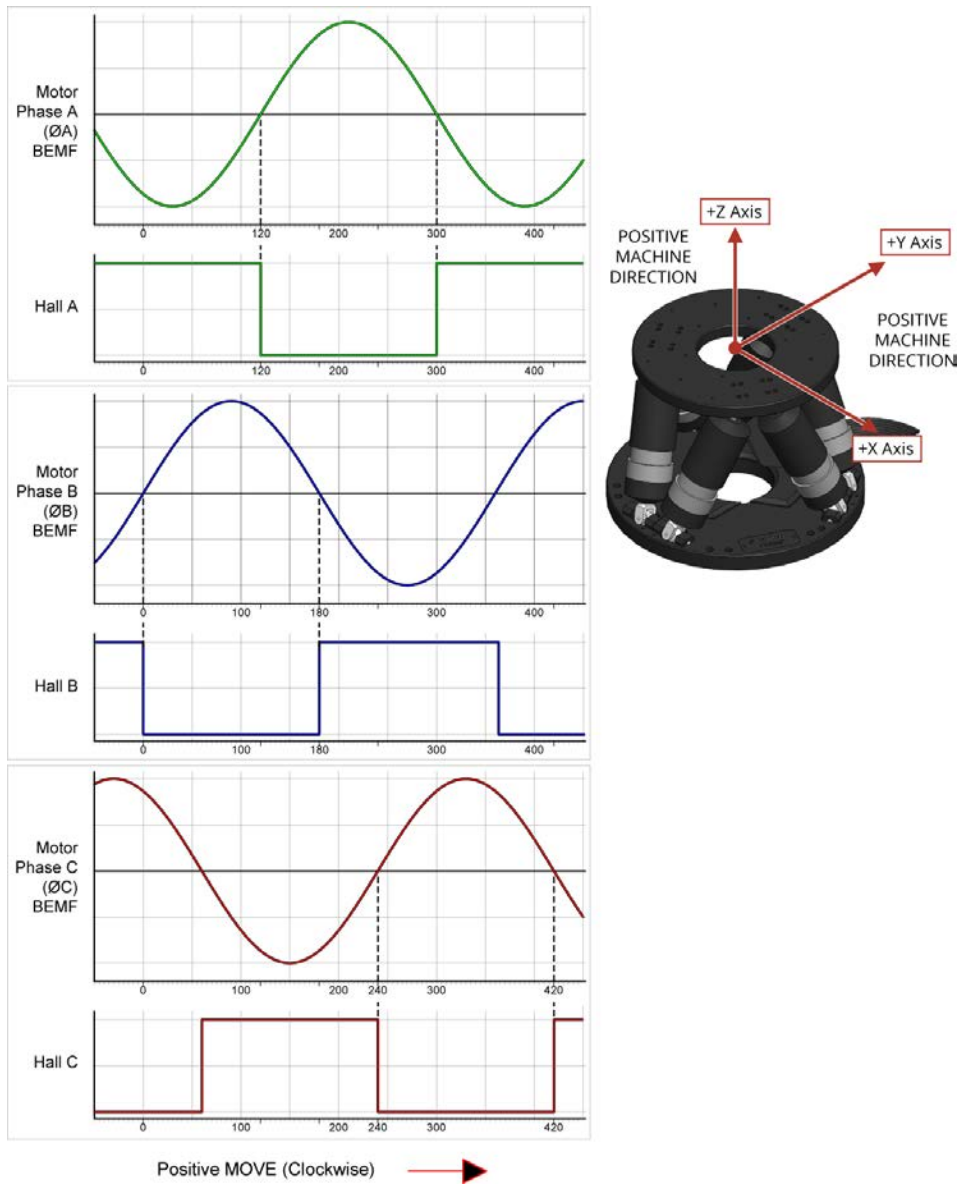 Motor
Phase A
(ØA)
BEMF
0 120 200 300 400
Hall A
0 120 200 300 400
Motor
Phase B
(ØB)
BEMF
0 100 180 300 400
Hall B
0 100 180 300 400
Motor
Phase C
(ØC)
BEMF
0 100 200 240 300 420
Hall C
0 100 200 240 300 420
Positive MOVE (Clockwise)
+Z Axis
POSITIVE
MACHINE
DIRECTION
+Y Axis
POSITIVE
MACHINE
DIRECTION
+X Axis